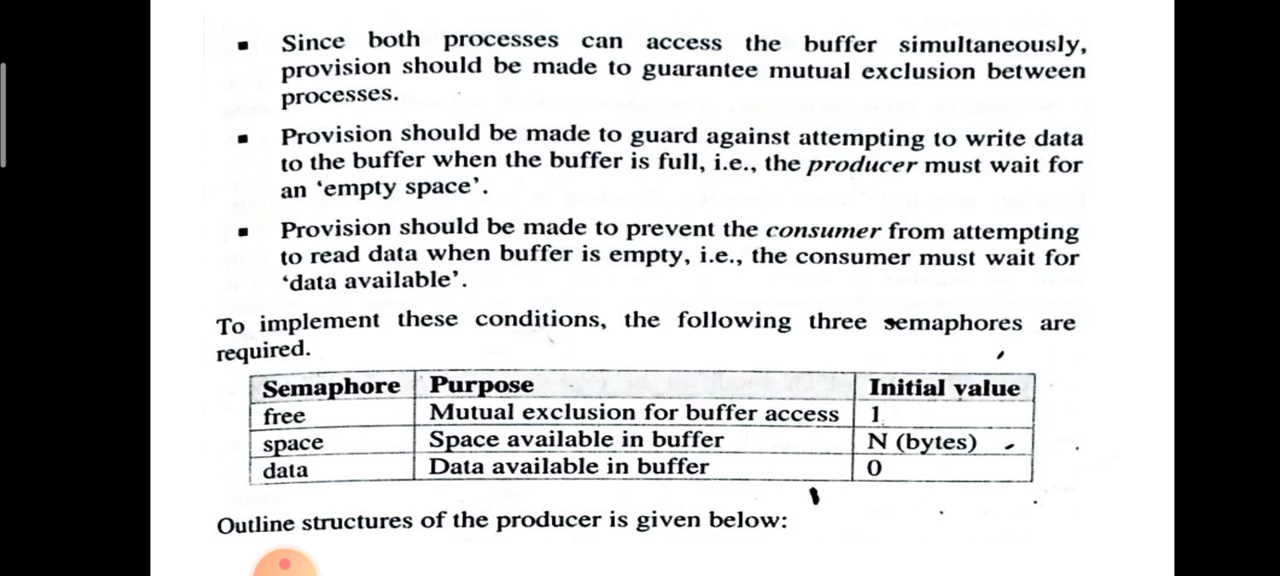 ▪ Since both processes can access the buffer simultaneously,
provision should be made to guarantee mutual exclusion between
processes.
▪ Provision should be made to guard against attempting to write data
to the buffer when the buffer is full, i.e., the producer must wait for
an ‘empty space’.
▪ Provision should be made to prevent the consumer from attempting
to read data when buffer is empty, i.e., the consumer must wait for
‘data available’.
To implement these conditions, the following three semaphores are
required.
Semaphore Purpose Initial value
free Mutual exclusion for buffer access 1
space Space available in buffer N (bytes)
data Data available in buffer 0
Outline structures of the producer is given below: